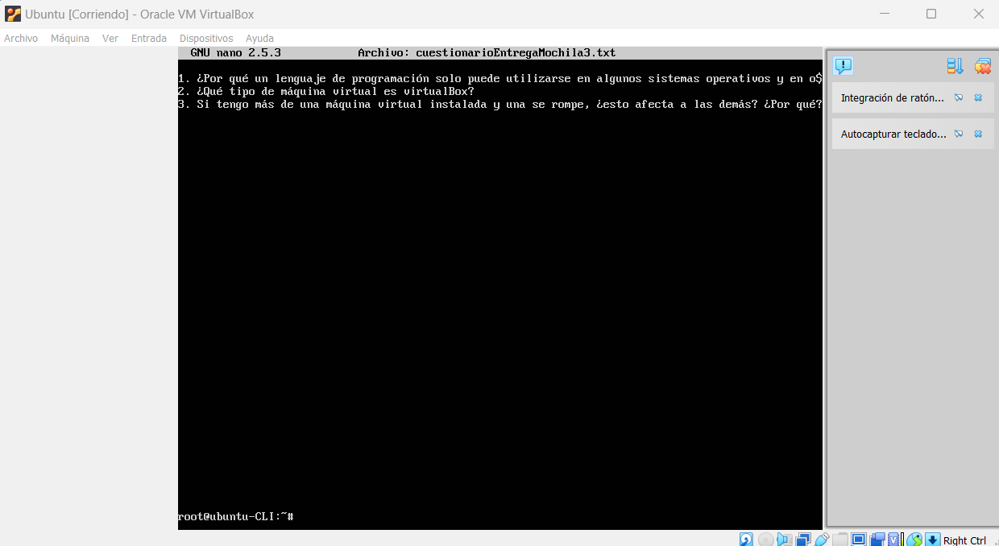 Ubuntu [Corriendo] - Oracle VM VirtualBox
Archivo Máquina Ver Entrada Dispositivos Ayuda
GNU nano 2.5.3 Archivo: cuestionarioEntregaMochila3.txt
1. ¿Por qué un lenguaje de programación solo puede utilizarse en algunos sistemas operativos y en o$
2. ¿Qué tipo de máquina virtual es virtualBox?
3. Si tengo más de una máquina virtual instalada y una se rompe, ¿esto afecta a las demás? ¿Por qué?
root@ubuntu-CLI:~#
Integración de ratón...
Autocapturar teclado...
Right Ctrl